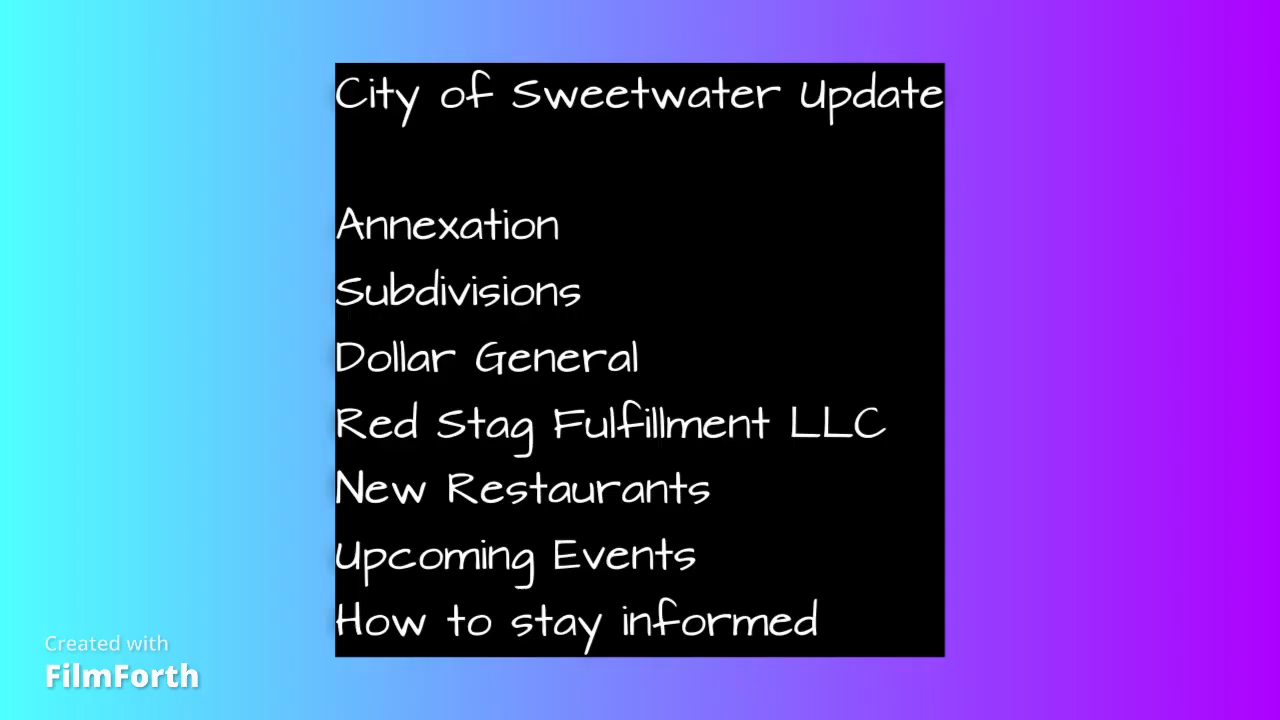 City of Sweetwater Update
Annexation
Subdivisions
Dollar General
Red Stag Fulfillment LLC
New Restaurants
Upcoming Events
How to stay informed
Created with
FilmForth